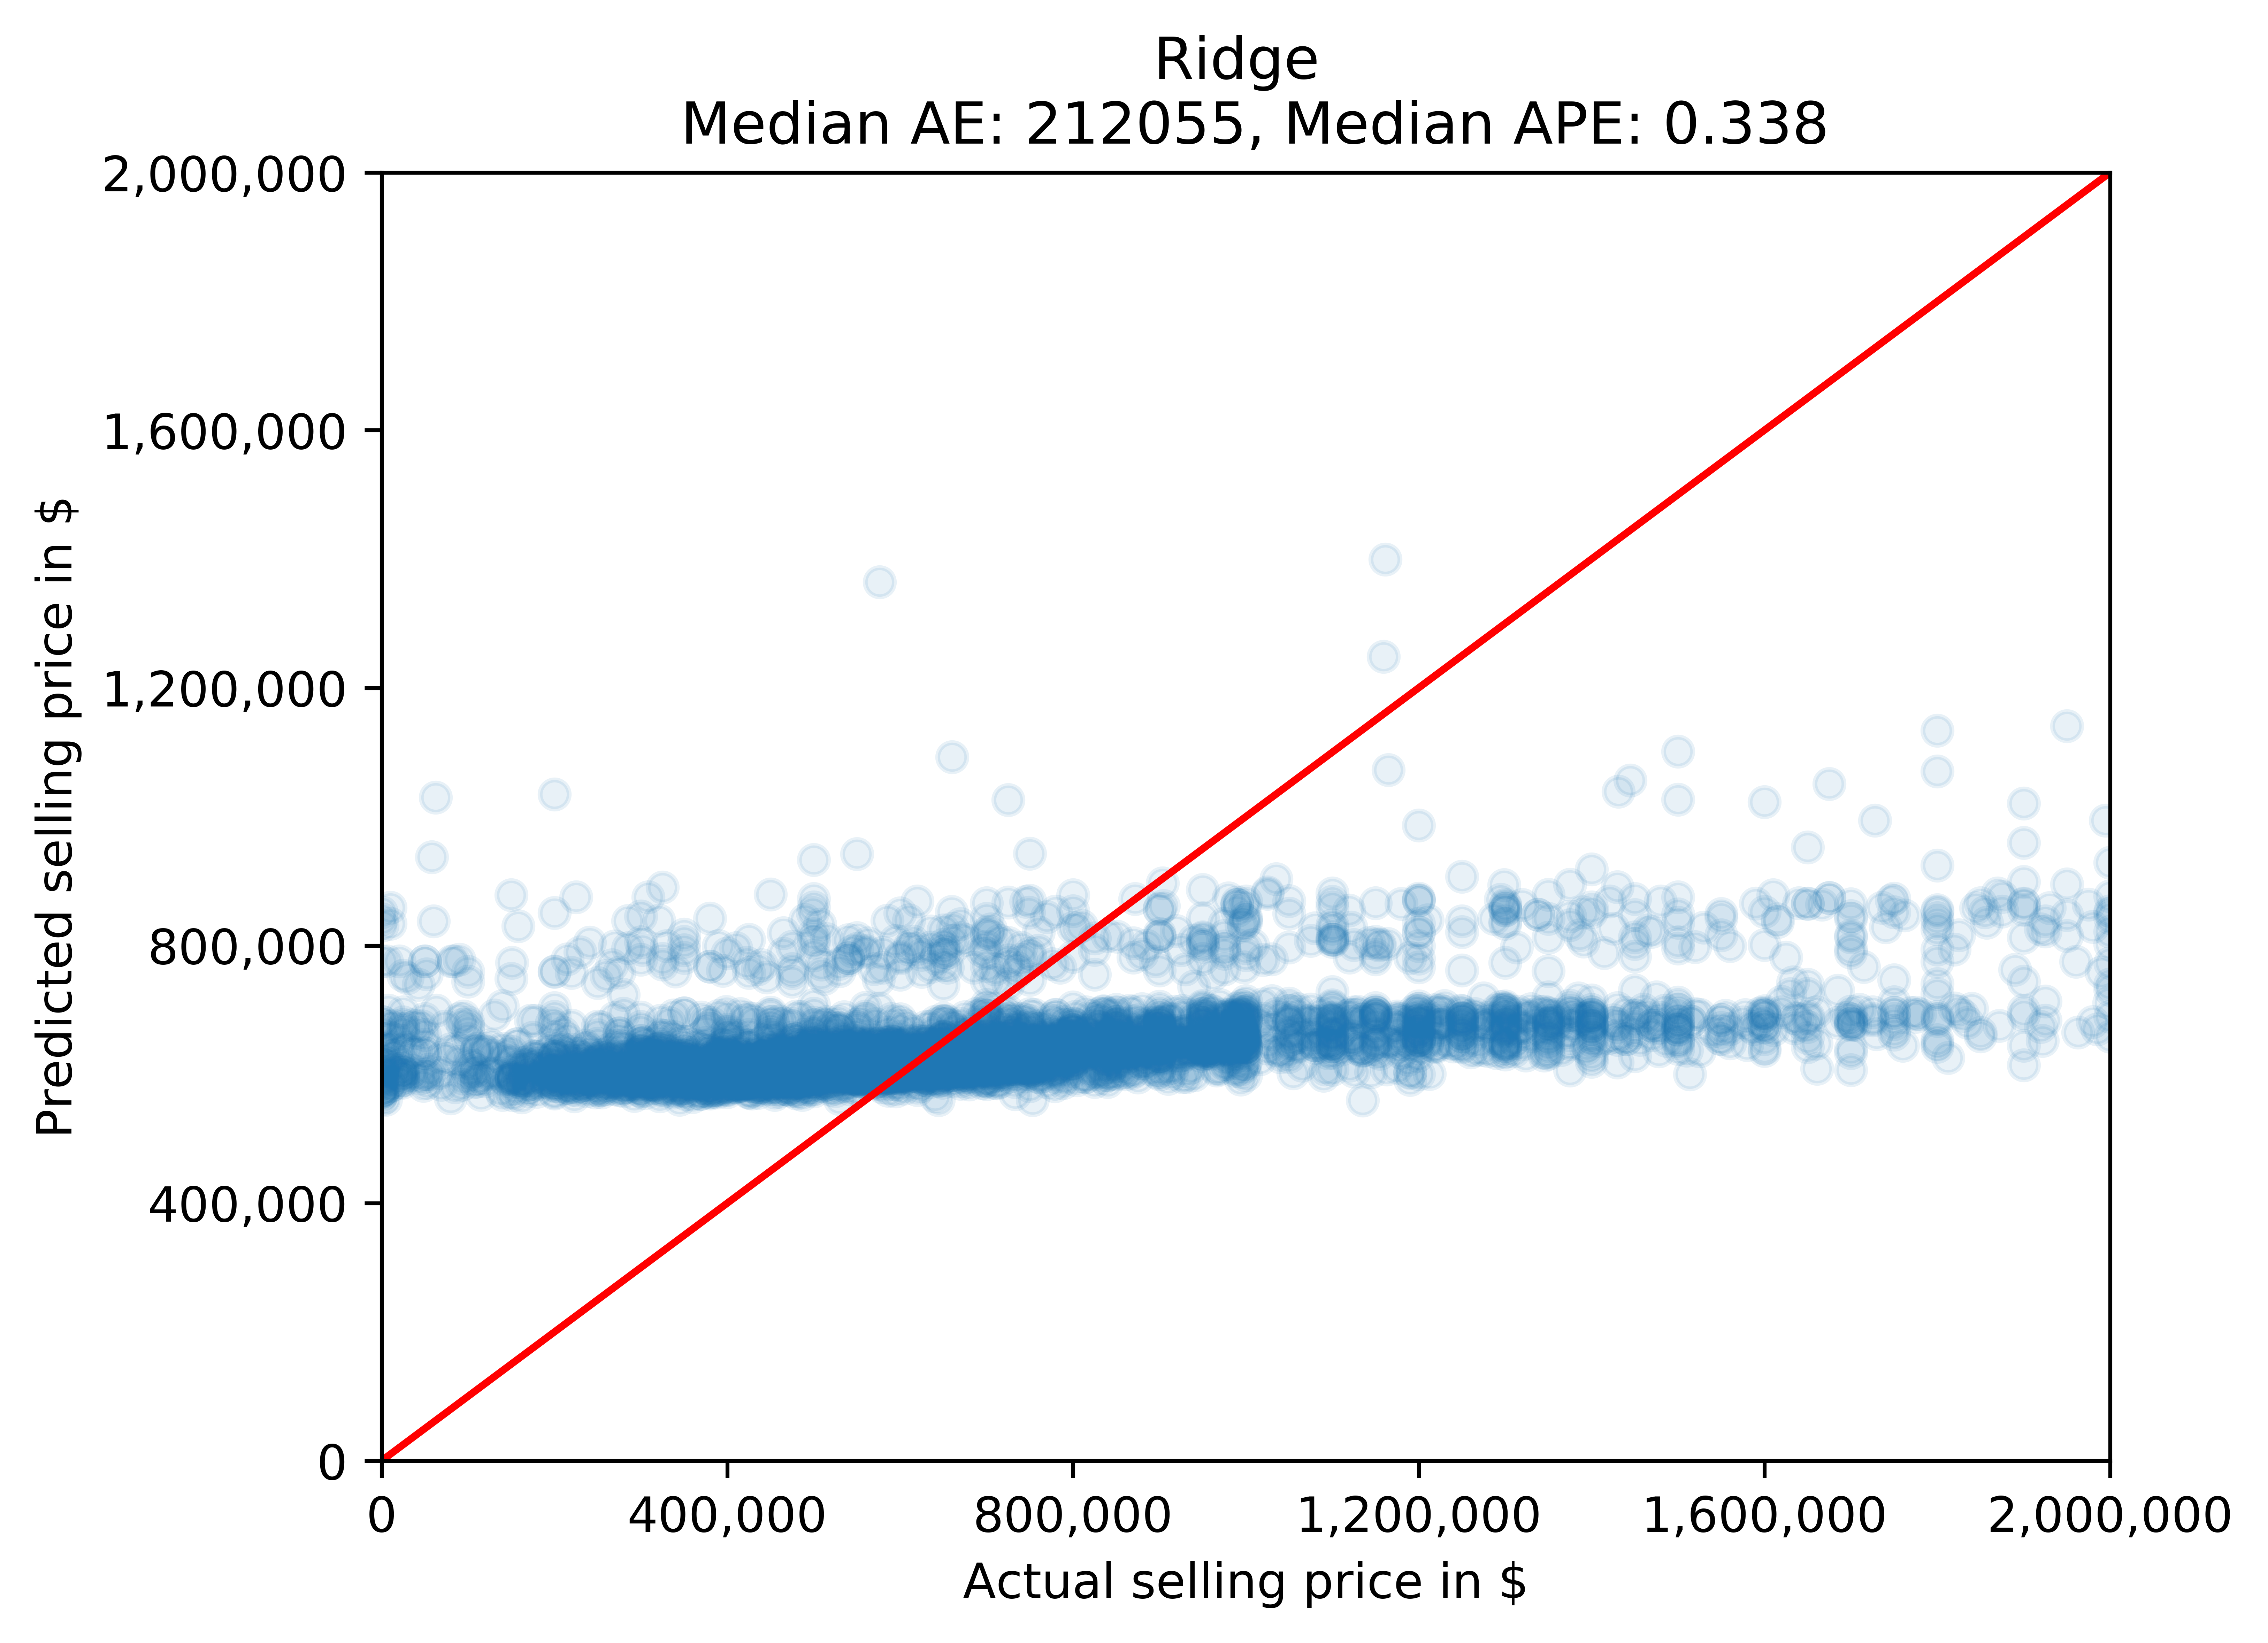 Ridge
Median AE: 212055, Median APE: 0.338
2,000,000
1,600,000
1,200,000
800,000
400,000
0
Predicted selling price in $
0 400,000 800,000 1,200,000 1,600,000 2,000,000
Actual selling price in $